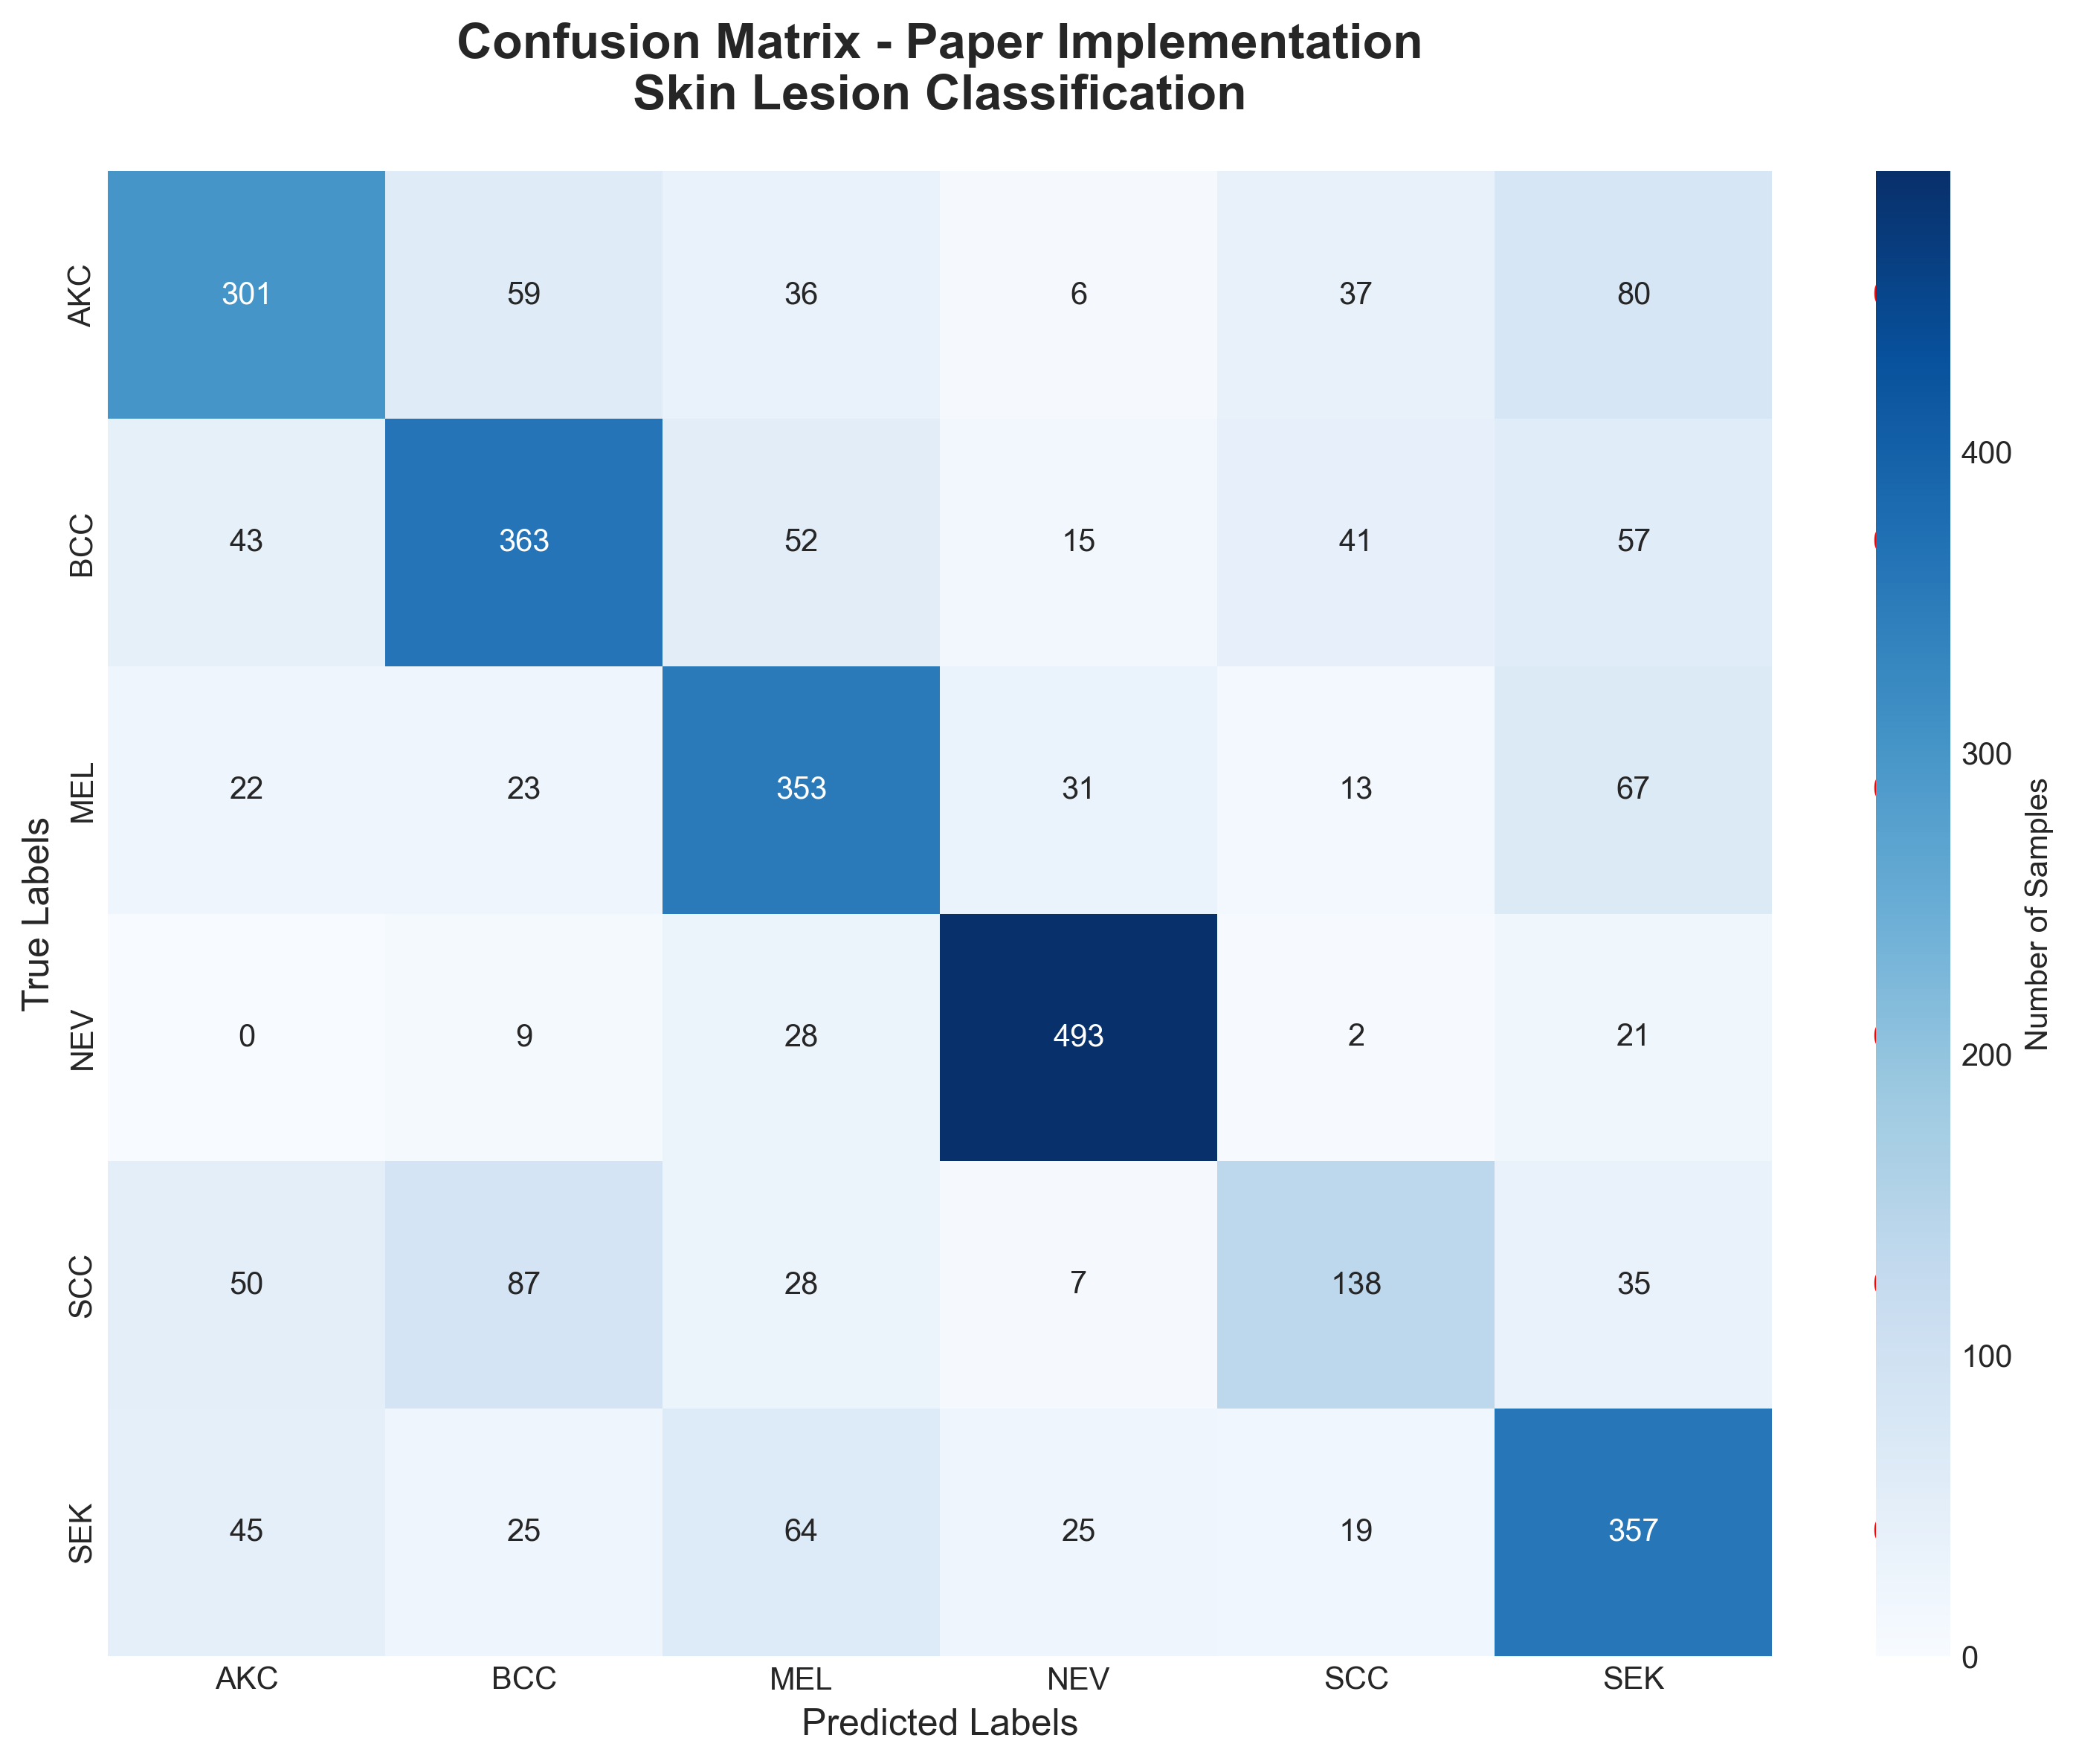 Confusion Matrix - Paper Implementation
Skin Lesion Classification
True Labels
AKC 301 59 36 6 37 80
BCC 43 363 52 15 41 57
MEL 22 23 353 31 13 67
NEV 0 9 28 493 2 21
SCC 50 87 28 7 138 35
SEK 45 25 64 25 19 357
AKC BCC MEL NEV SCC SEK
Predicted Labels
400
300
200
100
0
Number of Samples